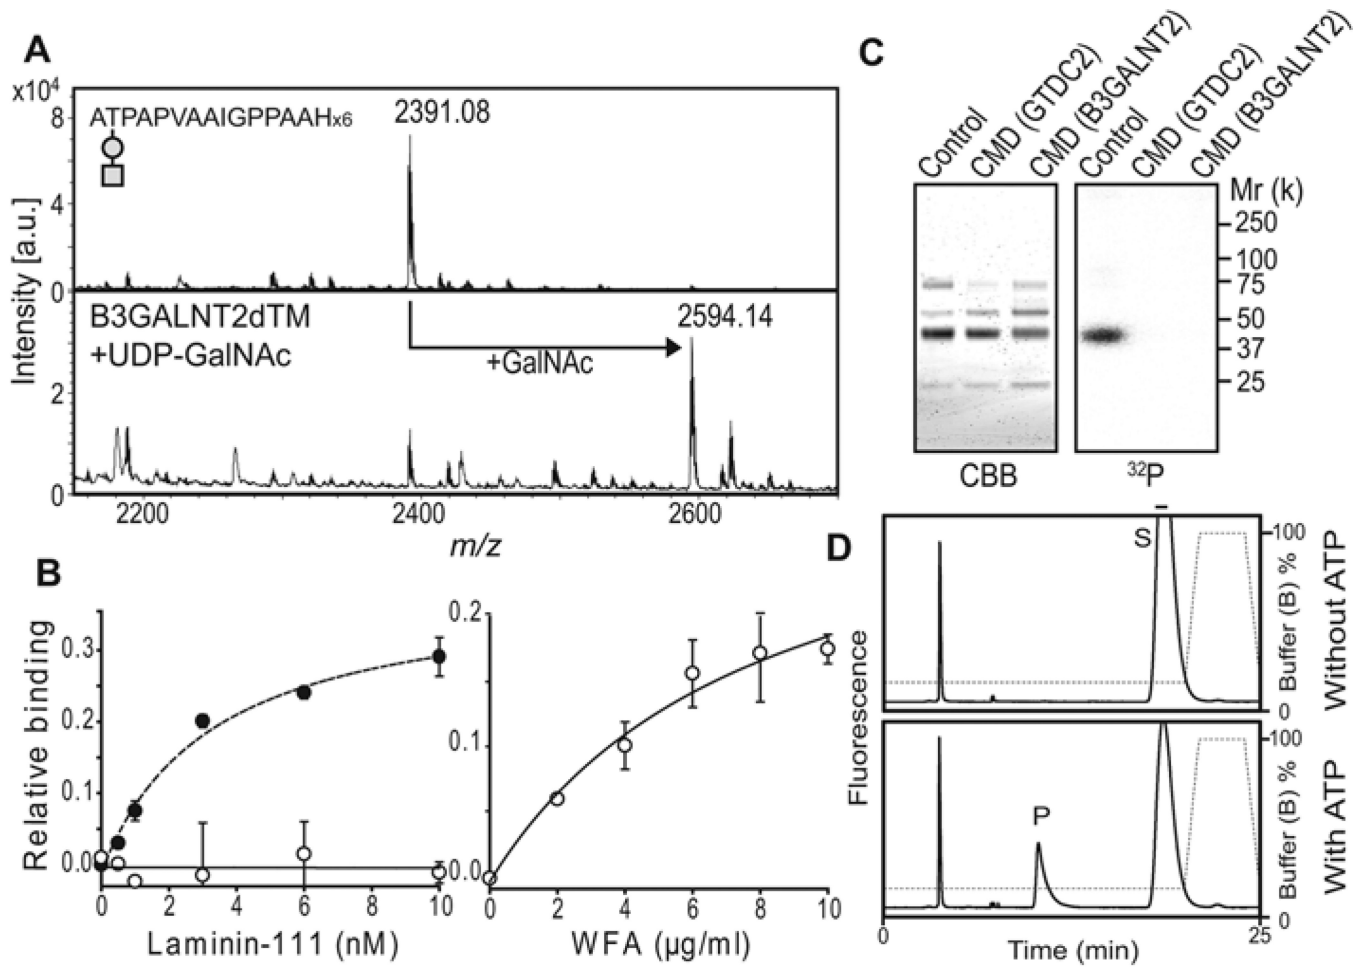 A
x10⁴
8
4
0
2
0
Intensity [a.u.]
ATPAPVAAIGPPAAHx6
2391.08
B3GALNT2dTM
+UDP-GalNAc
2594.14
+GalNAc
2200
2400
2600
m/z
B
Relative binding
0.3
0.2
0.1
0.0
0
2
4
6
8
10
Laminin-111 (nM)
0.2
0.1
0.0
0
2
4
6
8
10
WFA (µg/ml)
C
Control
CMD (GTDC2)
CMD (B3GALNT2)
Control
CMD (GTDC2)
CMD (B3GALNT2)
Mr (k)
250
100
75
50
37
25
CBB
³²P
D
Fluorescence
S
100
Buffer (B) %
0
Without ATP
P
100
Buffer (B) %
0
With ATP
0
25
Time (min)